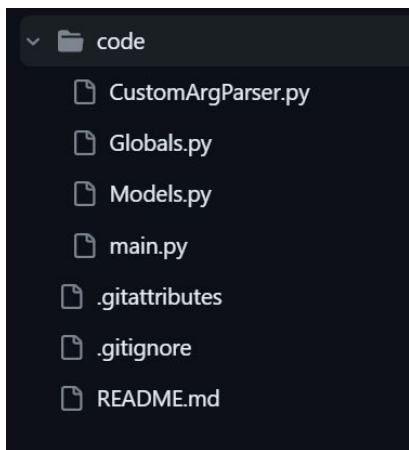 code
CustomArgParser.py
Globals.py
Models.py
main.py
.gitattributes
.gitignore
README.md